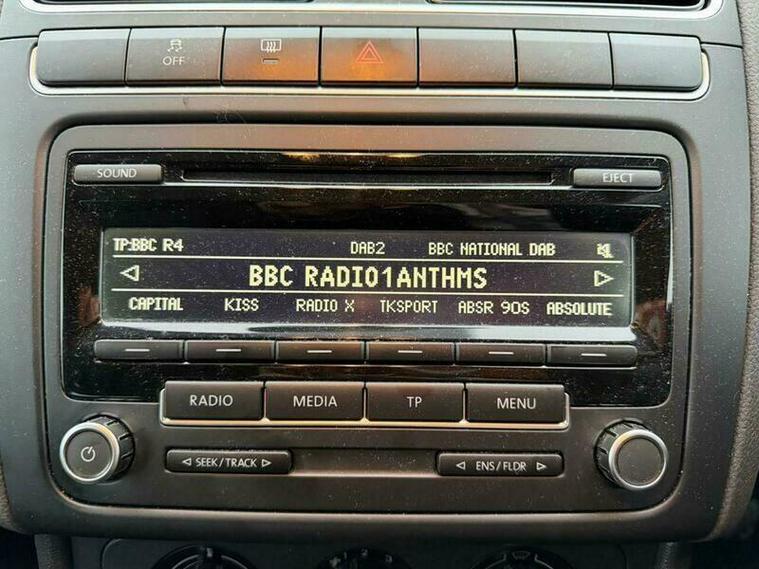 OFF
SOUND
EJECT
TP:BBC R4 DAB2 BBC NATIONAL DAB
BBC RADIO1ANTHMS
CAPITAL KISS RADIO X TKSPORT ABSR 90S ABSOLUTE
RADIO MEDIA TP MENU
SEEK/TRACK ENS/FLDR